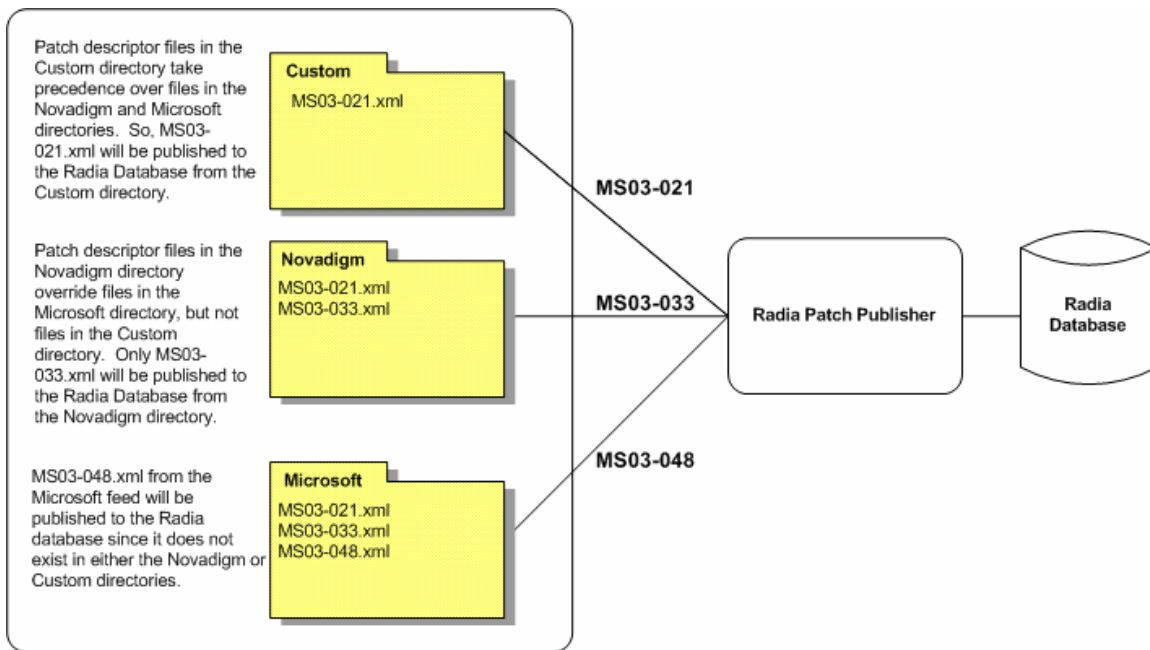 Patch descriptor files in the
Custom directory take
precedence over files in the
Novadigm and Microsoft
directories. So, MS03-
021.xml will be published to
the Radia Database from the
Custom directory.
Custom
MS03-021.xml
MS03-021
Patch descriptor files in the
Novadigm directory
override files in the
Microsoft directory, but not
files in the Custom
directory. Only MS03-
033.xml will be published to
the Radia Database from
the Novadigm directory.
Novadigm
MS03-021.xml
MS03-033.xml
MS03-033
Radia Patch Publisher
Radia
Database
MS03-048.xml from the
Microsoft feed will be
published to the Radia
database since it does not
exist in either the Novadigm or
Custom directories.
Microsoft
MS03-021.xml
MS03-033.xml
MS03-048.xml
MS03-048